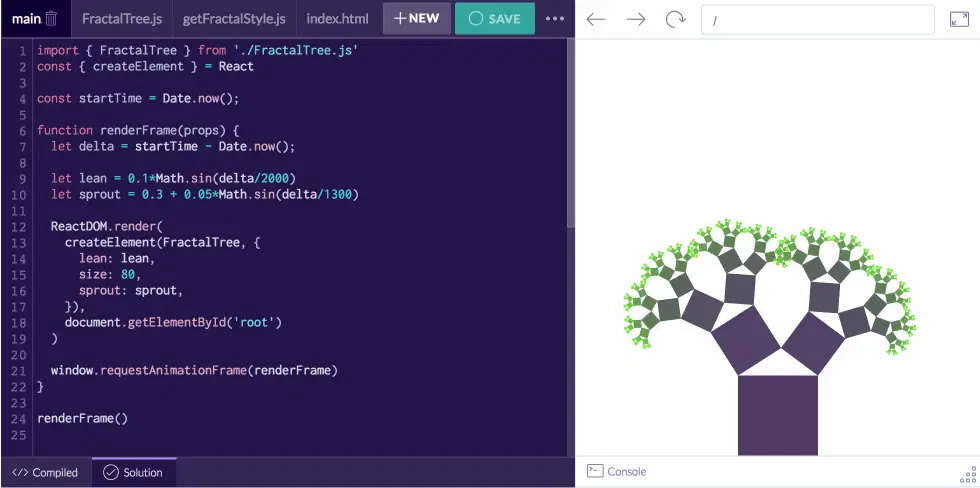 main FractalTree.js getFractalStyle.js index.html +NEW SAVE ••• /
1 import { FractalTree } from './FractalTree.js'
2 const { createElement } = React
3
4 const startTime = Date.now();
5
6 function renderFrame(props) {
7 let delta = startTime - Date.now();
8
9 let lean = 0.1*Math.sin(delta/2000)
10 let sprout = 0.3 + 0.05*Math.sin(delta/1300)
11
12 ReactDOM.render(
13 createElement(FractalTree, {
14 lean: lean,
15 size: 80,
16 sprout: sprout,
17 }),
18 document.getElementById('root')
19 )
20
21 window.requestAnimationFrame(renderFrame)
22 }
23
24 renderFrame()
25
</> Compiled Solution Console